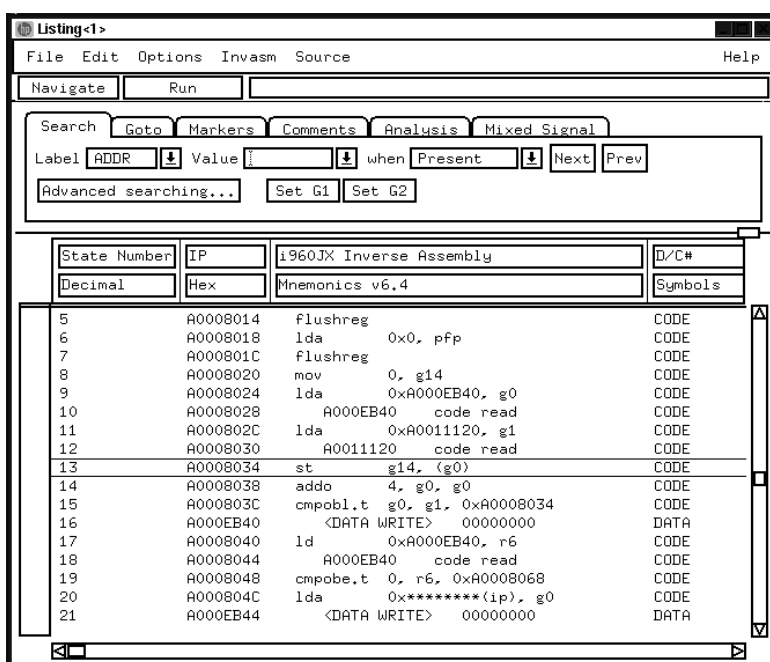 Listing<1>
File Edit Options Invasm Source Help
Navigate Run
Search Goto Markers Comments Analysis Mixed Signal
Label ADDR Value when Present Next Prev
Advanced searching... Set G1 Set G2
State Number IP i960JX Inverse Assembly D/C#
Decimal Hex Mnemonics v6.4 Symbols
5 A0008014 flushreg CODE
6 A0008018 lda 0x0, pfp CODE
7 A000801C flushreg CODE
8 A0008020 mov 0, g14 CODE
9 A0008024 lda 0xA000EB40, g0 CODE
10 A0008028 A000EB40 code read CODE
11 A000802C lda 0xA0011120, g1 CODE
12 A0008030 A0011120 code read CODE
13 A0008034 st g14, (g0) CODE
14 A0008038 addo 4, g0, g0 CODE
15 A000803C cmpobl.t g0, g1, 0xA0008034 CODE
16 A000EB40 <DATA WRITE> 00000000 DATA
17 A0008040 ld 0xA000EB40, r6 CODE
18 A0008044 A000EB40 code read CODE
19 A0008048 cmpobe.t 0, r6, 0xA0008068 CODE
20 A000804C lda 0x********(ip), g0 CODE
21 A000EB44 <DATA WRITE> 00000000 DATA